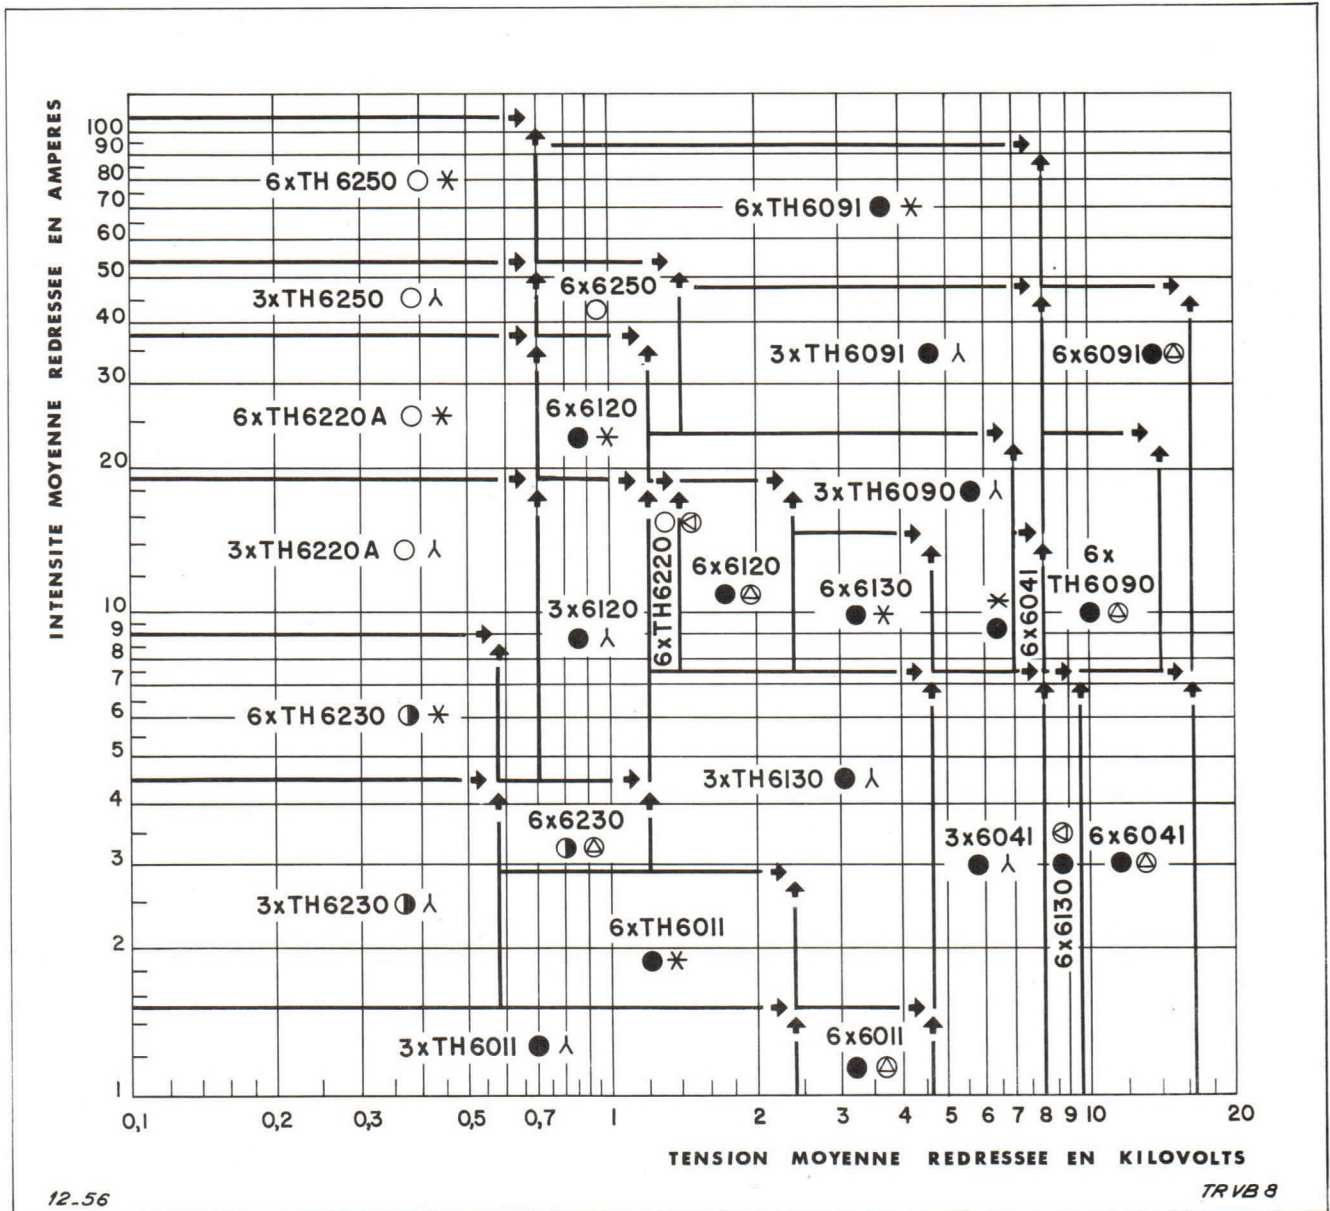 INTENSITE MOYENNE REDRESSEE EN AMPERES
100
90
80
70
60
50
40
30
20
10
9
8
7
6
5
4
3
2
1
6xTH6250
6xTH6091
3xTH6250
6x6250
3xTH6091
6x6091
6xTH6220A
6x6120
3xTH6090
3xTH6220A
6xTH6220
6x6120
6x6130
6x6041
6x
TH6090
3x6120
6xTH6230
3xTH6130
6x6230
3x6041
6x6130
6x6041
3xTH6230
6xTH6011
3xTH6011
6x6011
0,1
0,2
0,3
0,4
0,5
0,7
1
2
3
4
5
6
7
8
9
10
20
TENSION MOYENNE REDRESSEE EN KILOVOLTS
12-56
TRVB 8